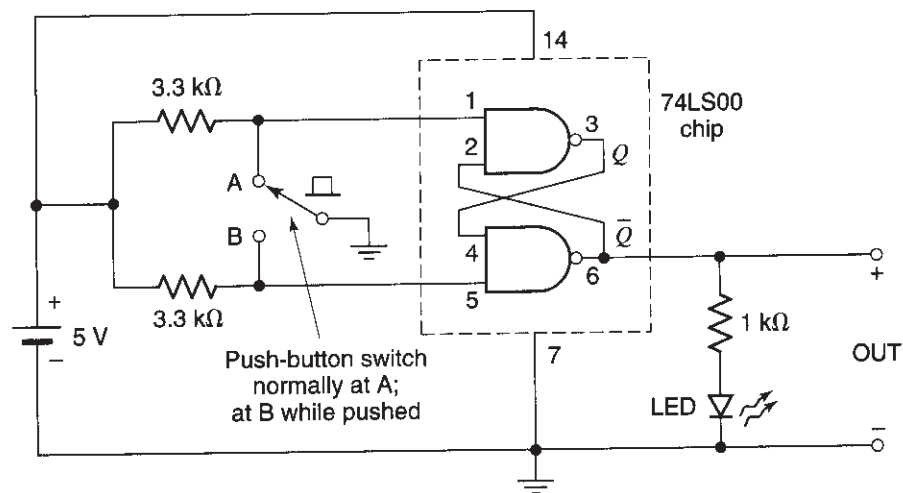 14
3.3 kΩ
74LS00
chip
1
3
2
Q
A
B
Q̅
4
6
5
+
+
5 V
3.3 kΩ
1 kΩ
−
Push-button switch
normally at A;
at B while pushed
7
OUT
LED
−